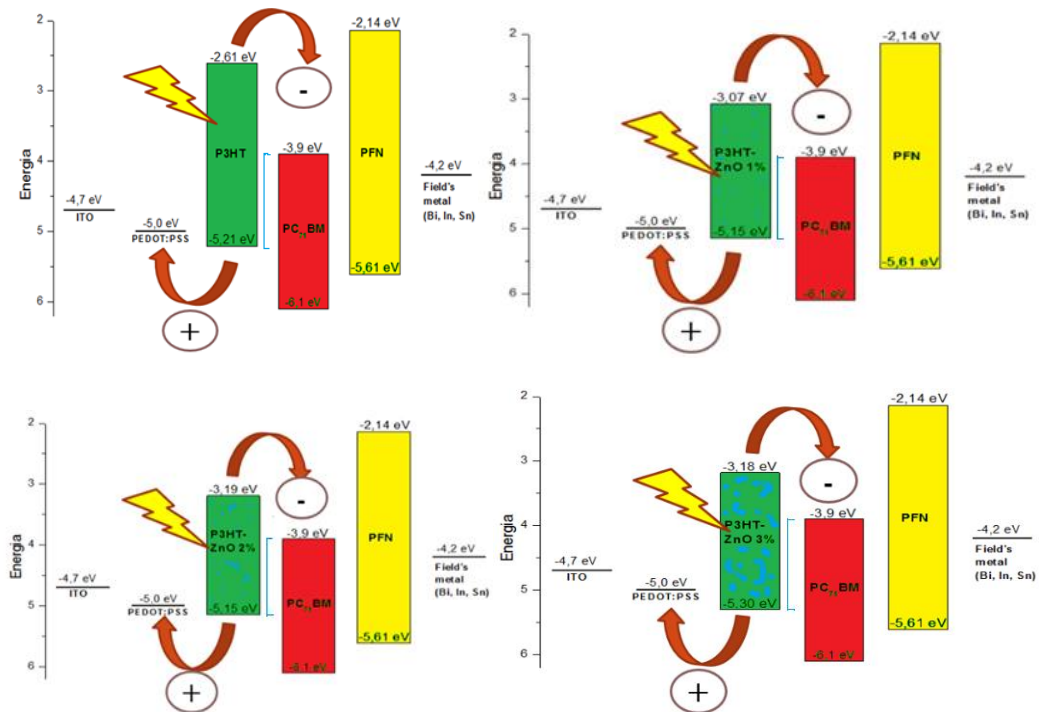 2
3
4
5
6
Energia
-4,7 eV
ITO
-5,0 eV
PEDOT:PSS
-2,61 eV
P3HT
-5,21 eV
-
+
-3,9 eV
PC₇₁BM
-6.1 eV
-2,14 eV
PFN
-5,61 eV
-4,2 eV
Field's
metal
(Bi, In, Sn)
2
3
4
5
6
Energia
-4,7 eV
ITO
-5,0 eV
PEDOT:PSS
-3,07 eV
P3HT-
ZnO 1%
-5,15 eV
-
+
-3,9 eV
PC₇₁BM
-6.1 eV
-2,14 eV
PFN
-5,61 eV
-4,2 eV
Field's
metal
(Bi, In, Sn)
2
3
4
5
6
Energia
-4,7 eV
ITO
-5,0 eV
PEDOT:PSS
-3,19 eV
P3HT-
ZnO 2%
-5,15 eV
-
+
-3,9 eV
PC₇₁BM
-6.1 eV
-2,14 eV
PFN
-5,61 eV
-4,2 eV
Field's
metal
(Bi, In, Sn)
2
3
4
5
6
Energia
-4,7 eV
ITO
-5,0 eV
PEDOT:PSS
-3,18 eV
P3HT-
ZnO 3%
-5,30 eV
-
+
-3,9 eV
PC₇₁BM
-6.1 eV
-2,14 eV
PFN
-5,61 eV
-4,2 eV
Field's
metal
(Bi, In, Sn)